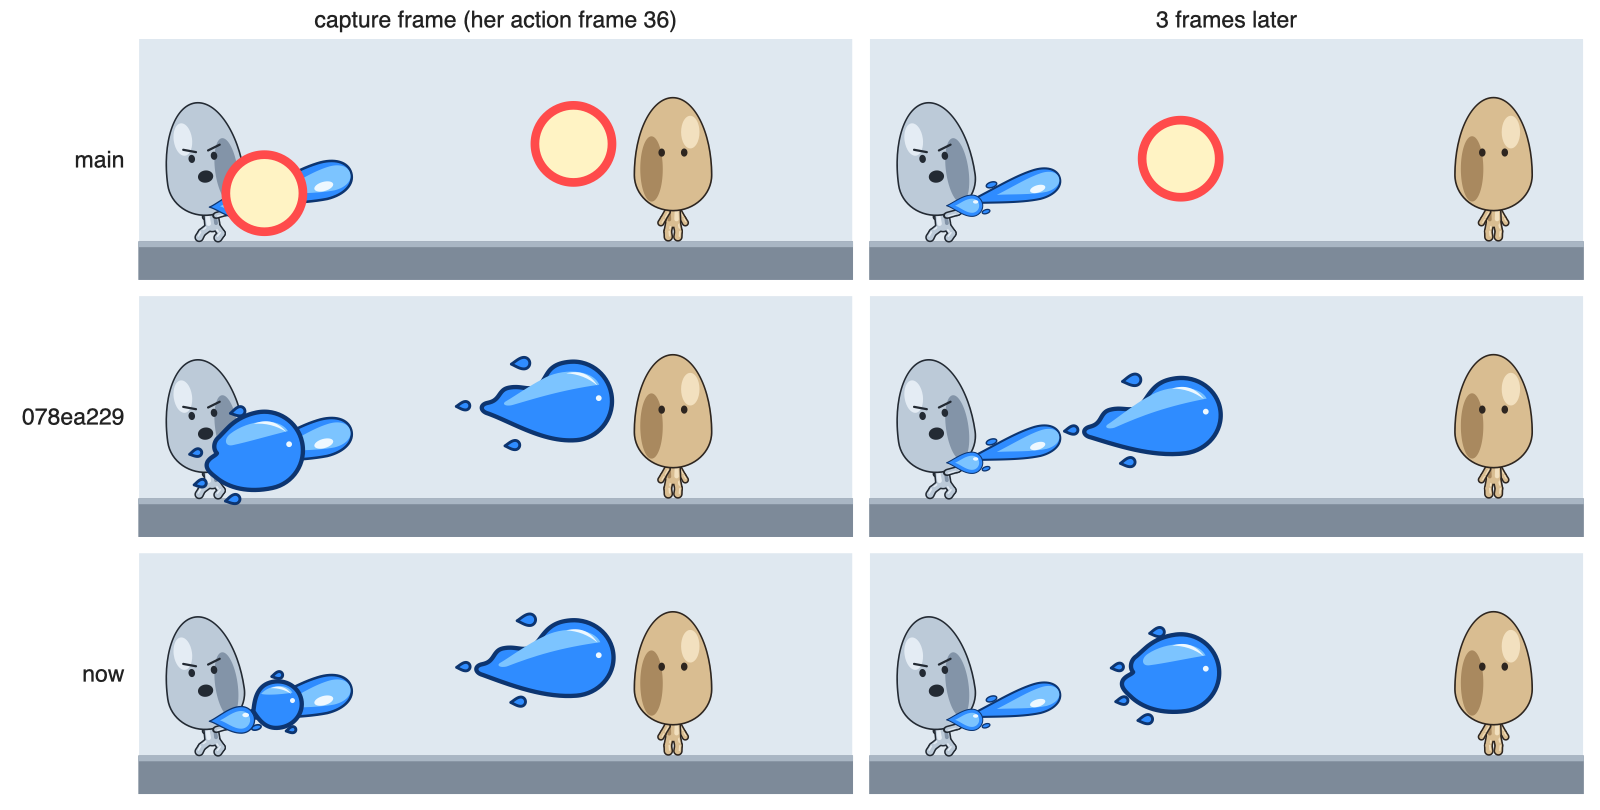 capture frame (her action frame 36)
3 frames later
main
078ea229
now